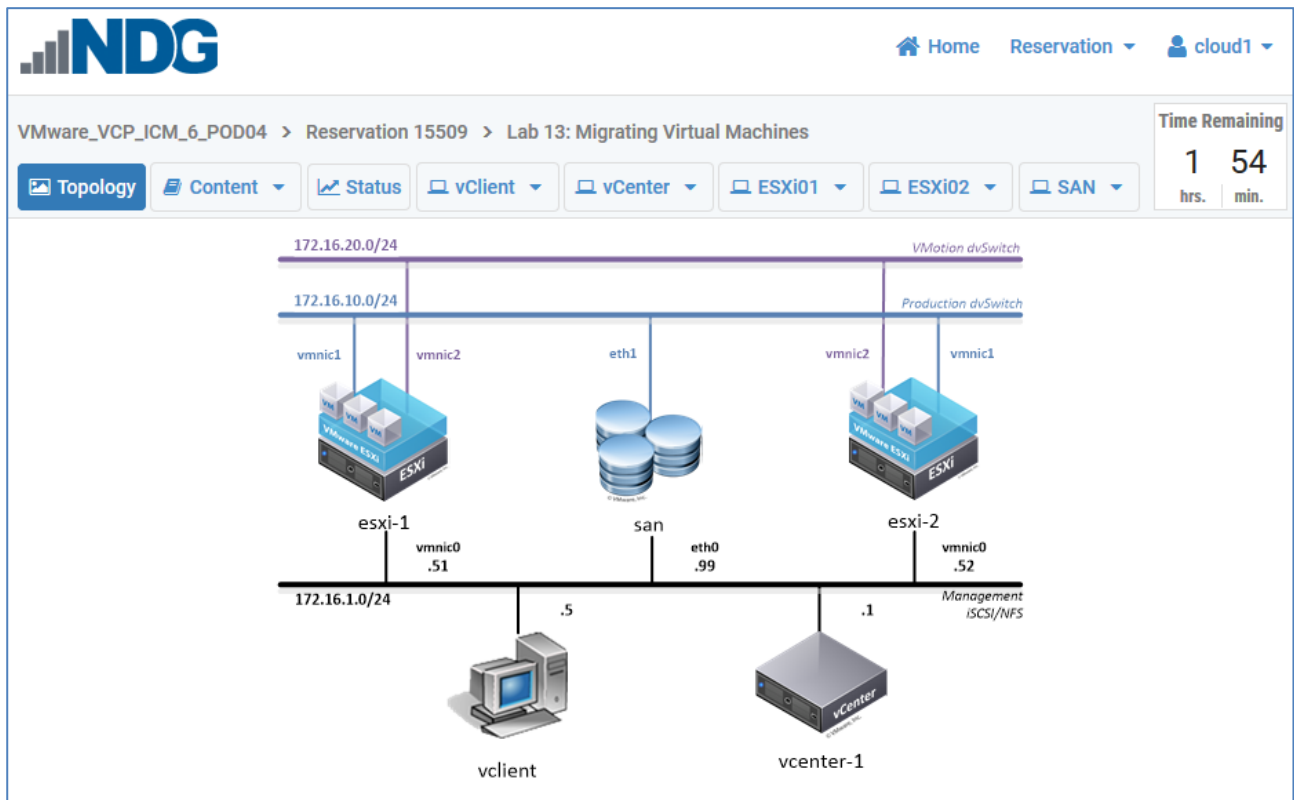 NDG
Home Reservation cloud1
VMware_VCP_ICM_6_POD04 > Reservation 15509 > Lab 13: Migrating Virtual Machines
Time Remaining
1 54
hrs. min.
Topology Content Status vClient vCenter ESXi01 ESXi02 SAN
172.16.20.0/24 VMotion dvSwitch
172.16.10.0/24 Production dvSwitch
vmnic1 vmnic2 eth1 vmnic2 vmnic1
VM VM VM VM VM VM
VMware ESXi VMware ESXi
ESXi ESXi
© VMware, Inc.
esxi-1 san esxi-2
vmnic0 eth0 vmnic0
.51 .99 .52
172.16.1.0/24 Management
iSCSI/NFS
.5 .1
vCenter
© VMware, Inc.
vclient vcenter-1